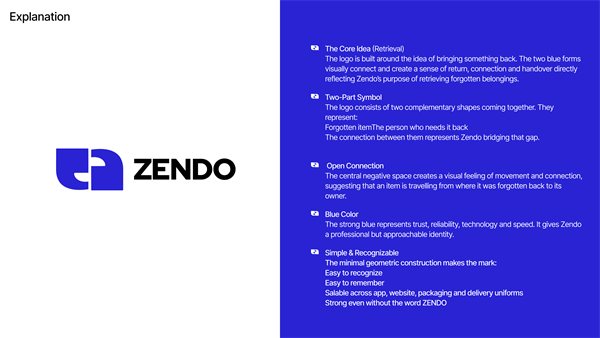 Explanation
ZENDO
The Core Idea (Retrieval)
The logo is built around the idea of bringing something back. The two blue forms
visually connect and create a sense of return, connection and handover directly
reflecting Zendo's purpose of retrieving forgotten belongings.
Two-Part Symbol
The logo consists of two complementary shapes coming together. They
represent:
Forgotten itemThe person who needs it back
The connection between them represents Zendo bridging that gap.
Open Connection
The central negative space creates a visual feeling of movement and connection,
suggesting that an item is travelling from where it was forgotten back to its
owner.
Blue Color
The strong blue represents trust, reliability, technology and speed. It gives Zendo
a professional but approachable identity.
Simple & Recognizable
The minimal geometric construction makes the mark:
Easy to recognize
Easy to remember
Salable across app, website, packaging and delivery uniforms
Strong even without the word ZENDO